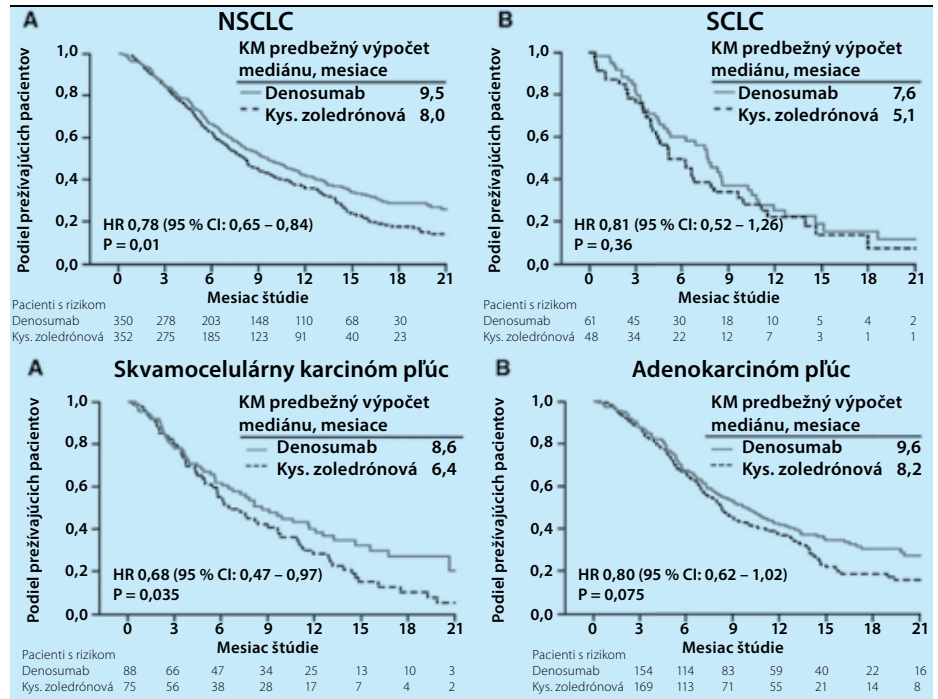 A NSCLC
KM predbežný výpočet
mediánu, mesiace
Denosumab 9,5
Kys. zoledrónová 8,0
Podiel prežívajúcich pacientov
1,0
0,8
0,6
0,4
0,2
0,0
HR 0,78 (95 % CI: 0,65 – 0,84)
P = 0,01
0 3 6 9 12 15 18 21
Mesiac štúdie
Pacienti s rizikom
Denosumab 350 278 203 148 110 68 30
Kys. zoledrónová 352 275 185 123 91 40 23
B SCLC
KM predbežný výpočet
mediánu, mesiace
Denosumab 7,6
Kys. zoledrónová 5,1
Podiel prežívajúcich pacientov
1,0
0,8
0,6
0,4
0,2
0,0
HR 0,81 (95 % CI: 0,52 – 1,26)
P = 0,36
0 3 6 9 12 15 18 21
Mesiac štúdie
Pacienti s rizikom
Denosumab 61 45 30 18 10 5 4 2
Kys. zoledrónová 48 34 22 12 7 3 1 1
A Skvamocelulárny karcinóm pľúc
KM predbežný výpočet
mediánu, mesiace
Denosumab 8,6
Kys. zoledrónová 6,4
Podiel prežívajúcich pacientov
1,0
0,8
0,6
0,4
0,2
0,0
HR 0,68 (95 % CI: 0,47 – 0,97)
P = 0,035
0 3 6 9 12 15 18 21
Mesiac štúdie
Pacienti s rizikom
Denosumab 88 66 47 34 25 13 10 3
Kys. zoledrónová 75 56 38 28 17 7 4 2
B Adenokarcinóm pľúc
KM predbežný výpočet
mediánu, mesiace
Denosumab 9,6
Kys. zoledrónová 8,2
Podiel prežívajúcich pacientov
1,0
0,8
0,6
0,4
0,2
0,0
HR 0,80 (95 % CI: 0,62 – 1,02)
P = 0,075
0 3 6 9 12 15 18 21
Mesiac štúdie
Pacienti s rizikom
Denosumab 154 114 83 59 40 22 16
Kys. zoledrónová 169 113 71 55 21 14 8